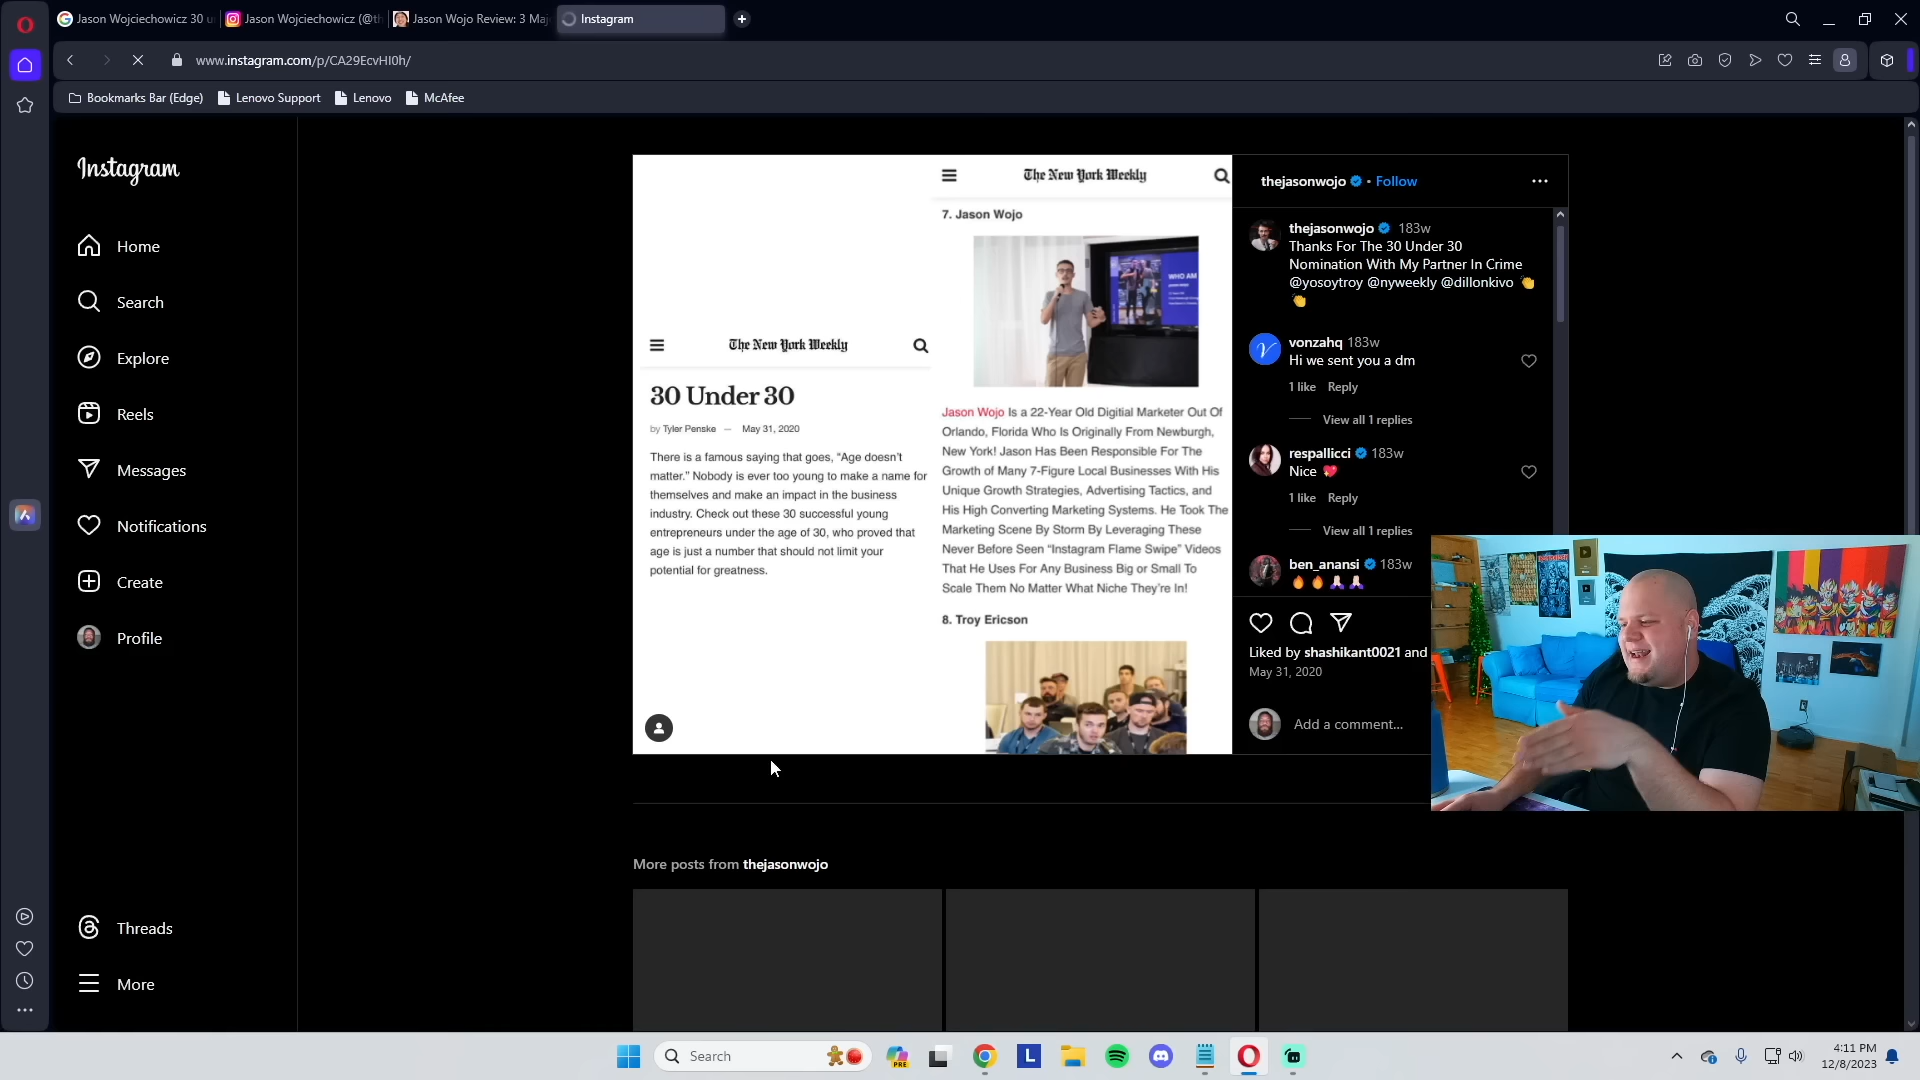 Jason Wojciechowicz 30 u
Jason Wojciechowicz (@th
Jason Wojo Review: 3 Maj
Instagram
www.instagram.com/p/CA29EcvHI0h/
Bookmarks Bar (Edge)
Lenovo Support
Lenovo
McAfee
Instagram
Home
Search
Explore
Reels
Messages
Notifications
Create
Profile
Threads
More
The New York Weekly
30 Under 30
by Tyler Penske — May 31, 2020
There is a famous saying that goes, “Age doesn’t
matter.” Nobody is ever too young to make a name for
themselves and make an impact in the business
industry. Check out these 30 successful young
entrepreneurs under the age of 30, who proved that
age is just a number that should not limit your
potential for greatness.
The New York Weekly
7. Jason Wojo
WHO AM
Jason Wojo Is a 22-Year Old Digitial Marketer Out Of
Orlando, Florida Who Is Originally From Newburgh,
New York! Jason Has Been Responsible For The
Growth of Many 7-Figure Local Businesses With His
Unique Growth Strategies, Advertising Tactics, and
His High Converting Marketing Systems. He Took The
Marketing Scene By Storm By Leveraging These
Never Before Seen “Instagram Flame Swipe” Videos
That He Uses For Any Business Big or Small To
Scale Them No Matter What Niche They’re In!
8. Troy Ericson
thejasonwojo • Follow
thejasonwojo 183w
Thanks For The 30 Under 30
Nomination With My Partner In Crime
@yosoytroy @nyweekly @dillonkivo 👏
👏
vonzahq 183w
Hi we sent you a dm
1 like Reply
View all 1 replies
respallicci 183w
Nice 💖
1 like Reply
View all 1 replies
ben_anansi 183w
🔥🔥🙏🏻🙏🏻
Liked by shashikant0021 and
May 31, 2020
Add a comment...
More posts from thejasonwojo
Search
PRE
L
4:11 PM
12/8/2023